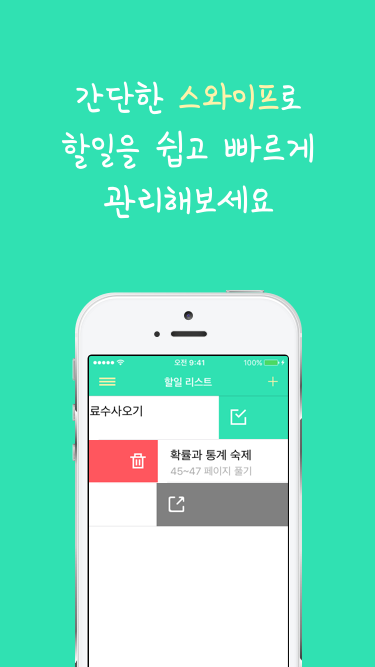 간단한 스와이프로
할일을 쉽고 빠르게
관리해보세요
오전 9:41
100%
할일 리스트
료수사오기
확률과 통계 숙제
45~47 페이지 풀기